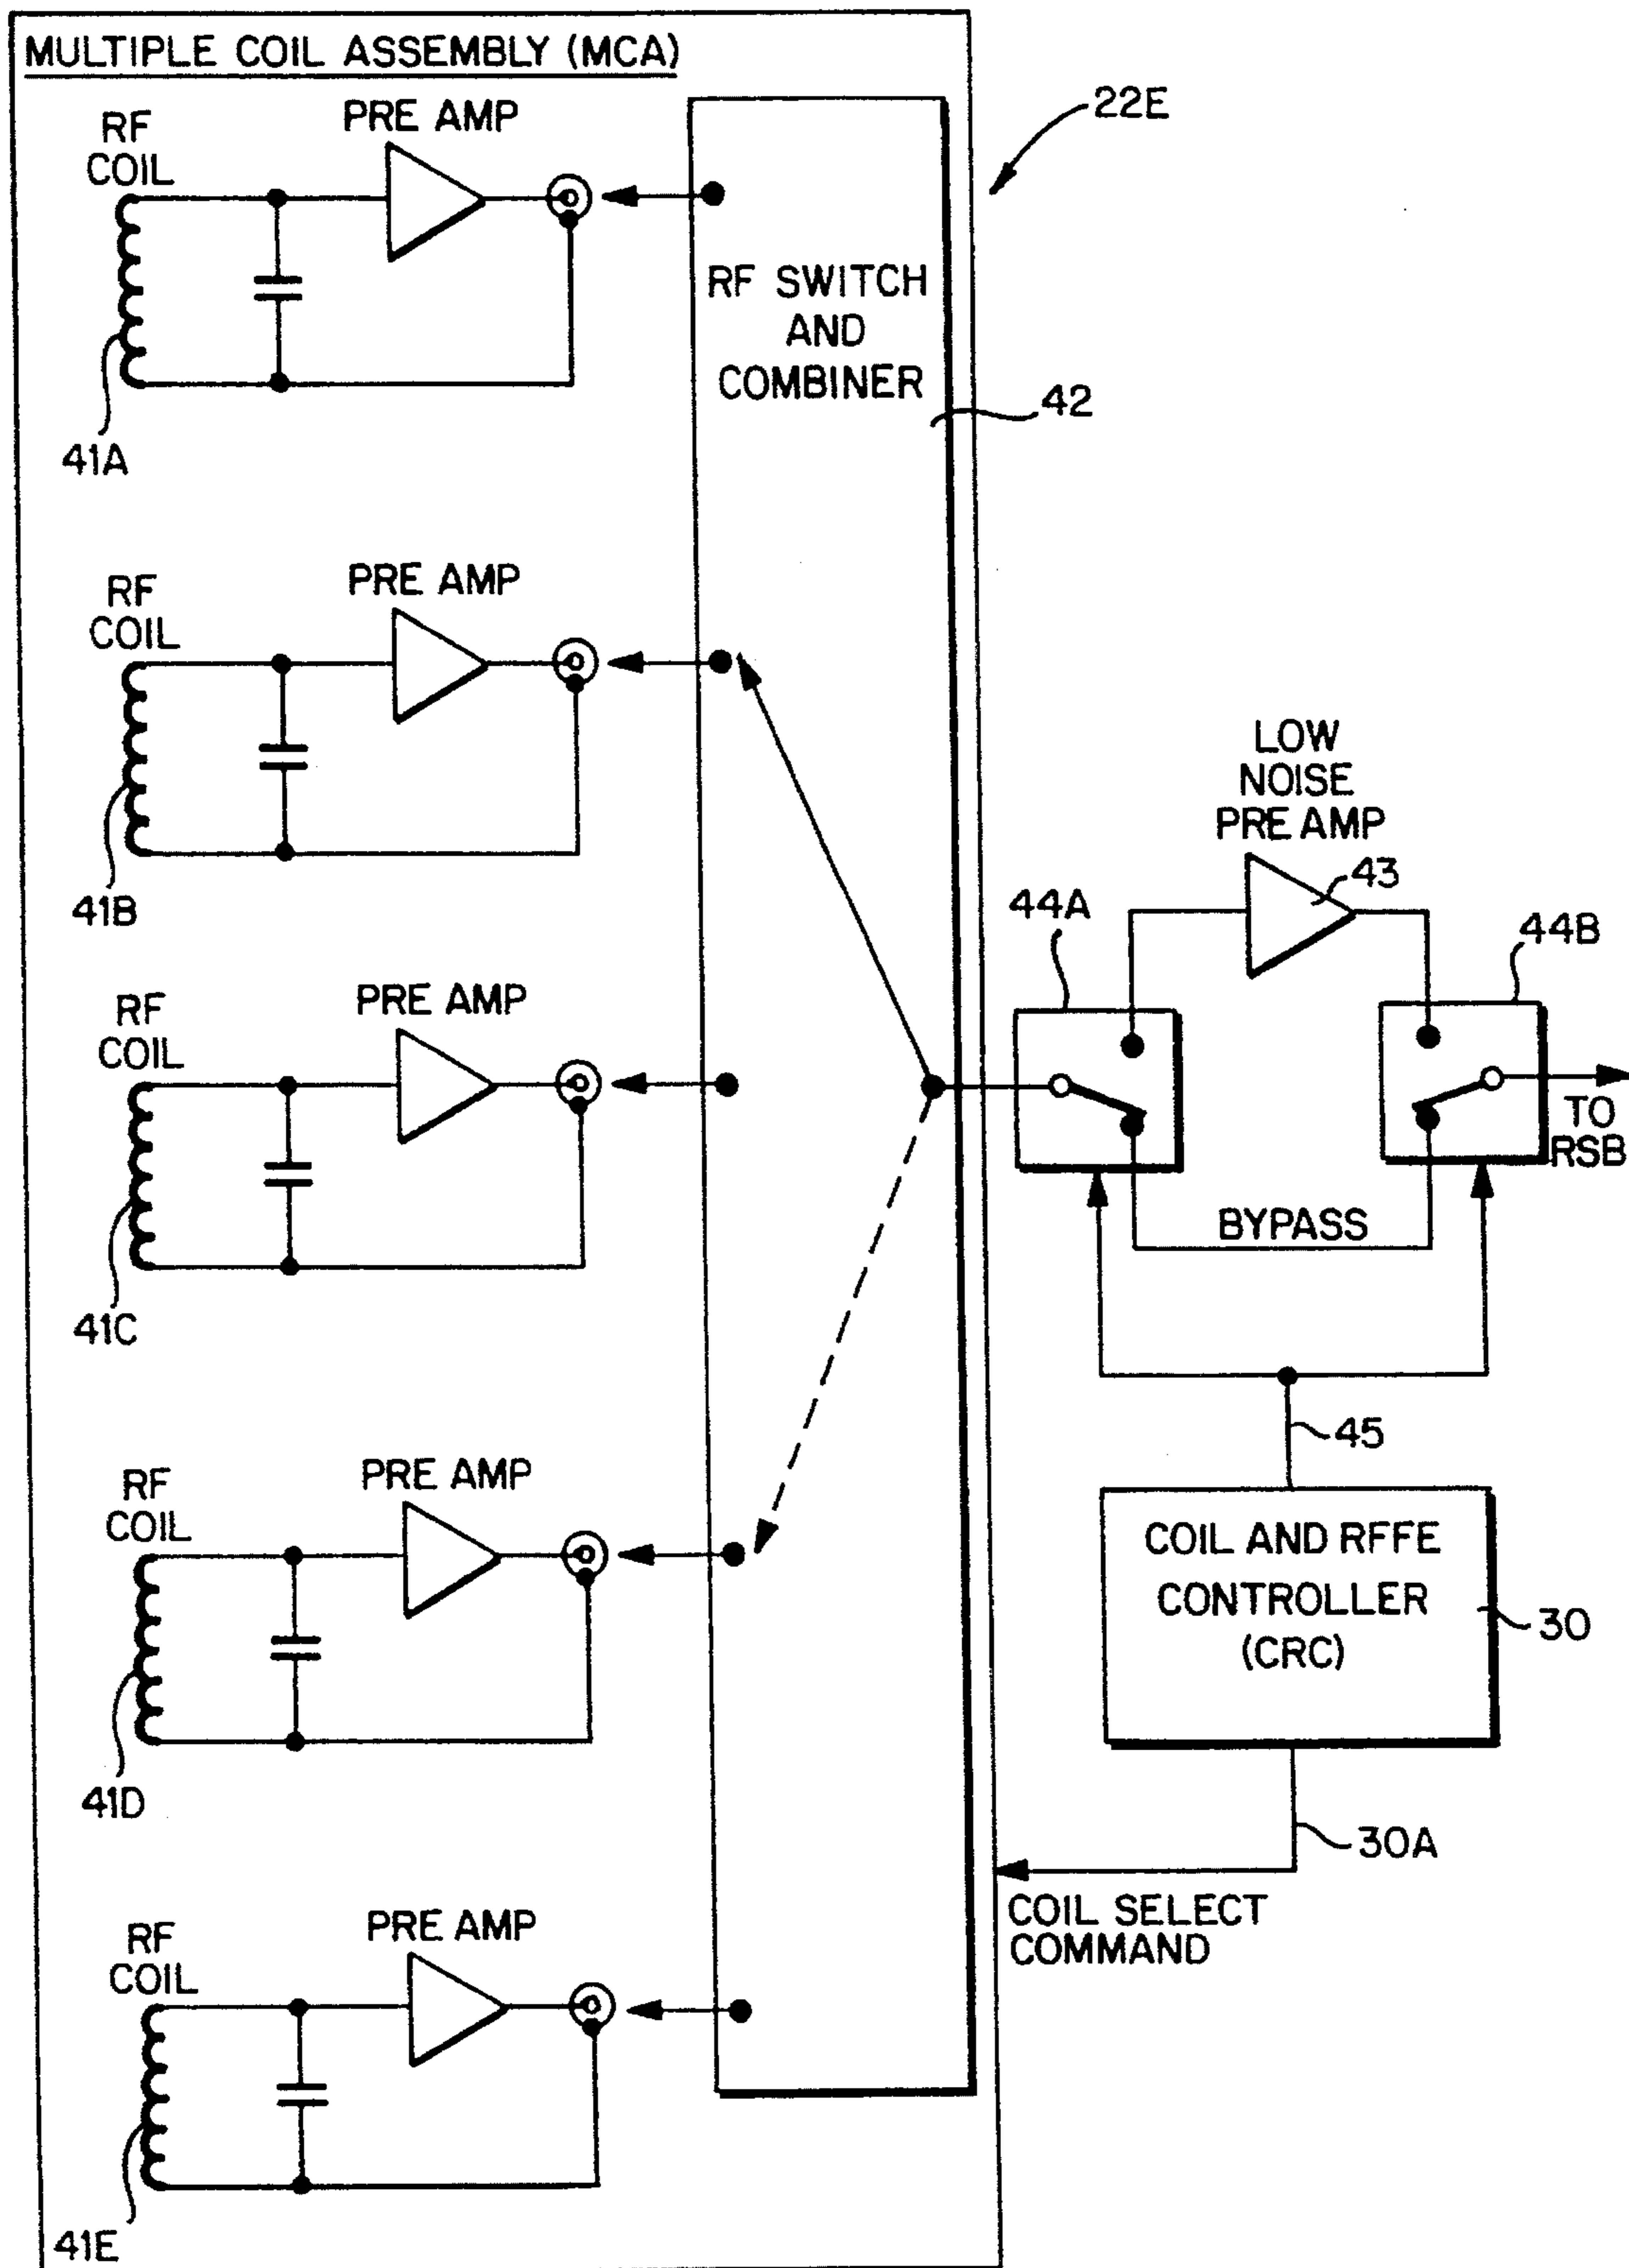 MULTIPLE COIL ASSEMBLY (MCA)
22E
RF
COIL
PRE AMP
41A
RF SWITCH
AND
COMBINER
42
RF
COIL
PRE AMP
41B
LOW
NOISE
PRE AMP
43
44A
44B
TO
RSB
BYPASS
RF
COIL
PRE AMP
41C
45
COIL AND RFFE
CONTROLLER
(CRC)
30
30A
COIL SELECT
COMMAND
RF
COIL
PRE AMP
41D
RF
COIL
PRE AMP
41E